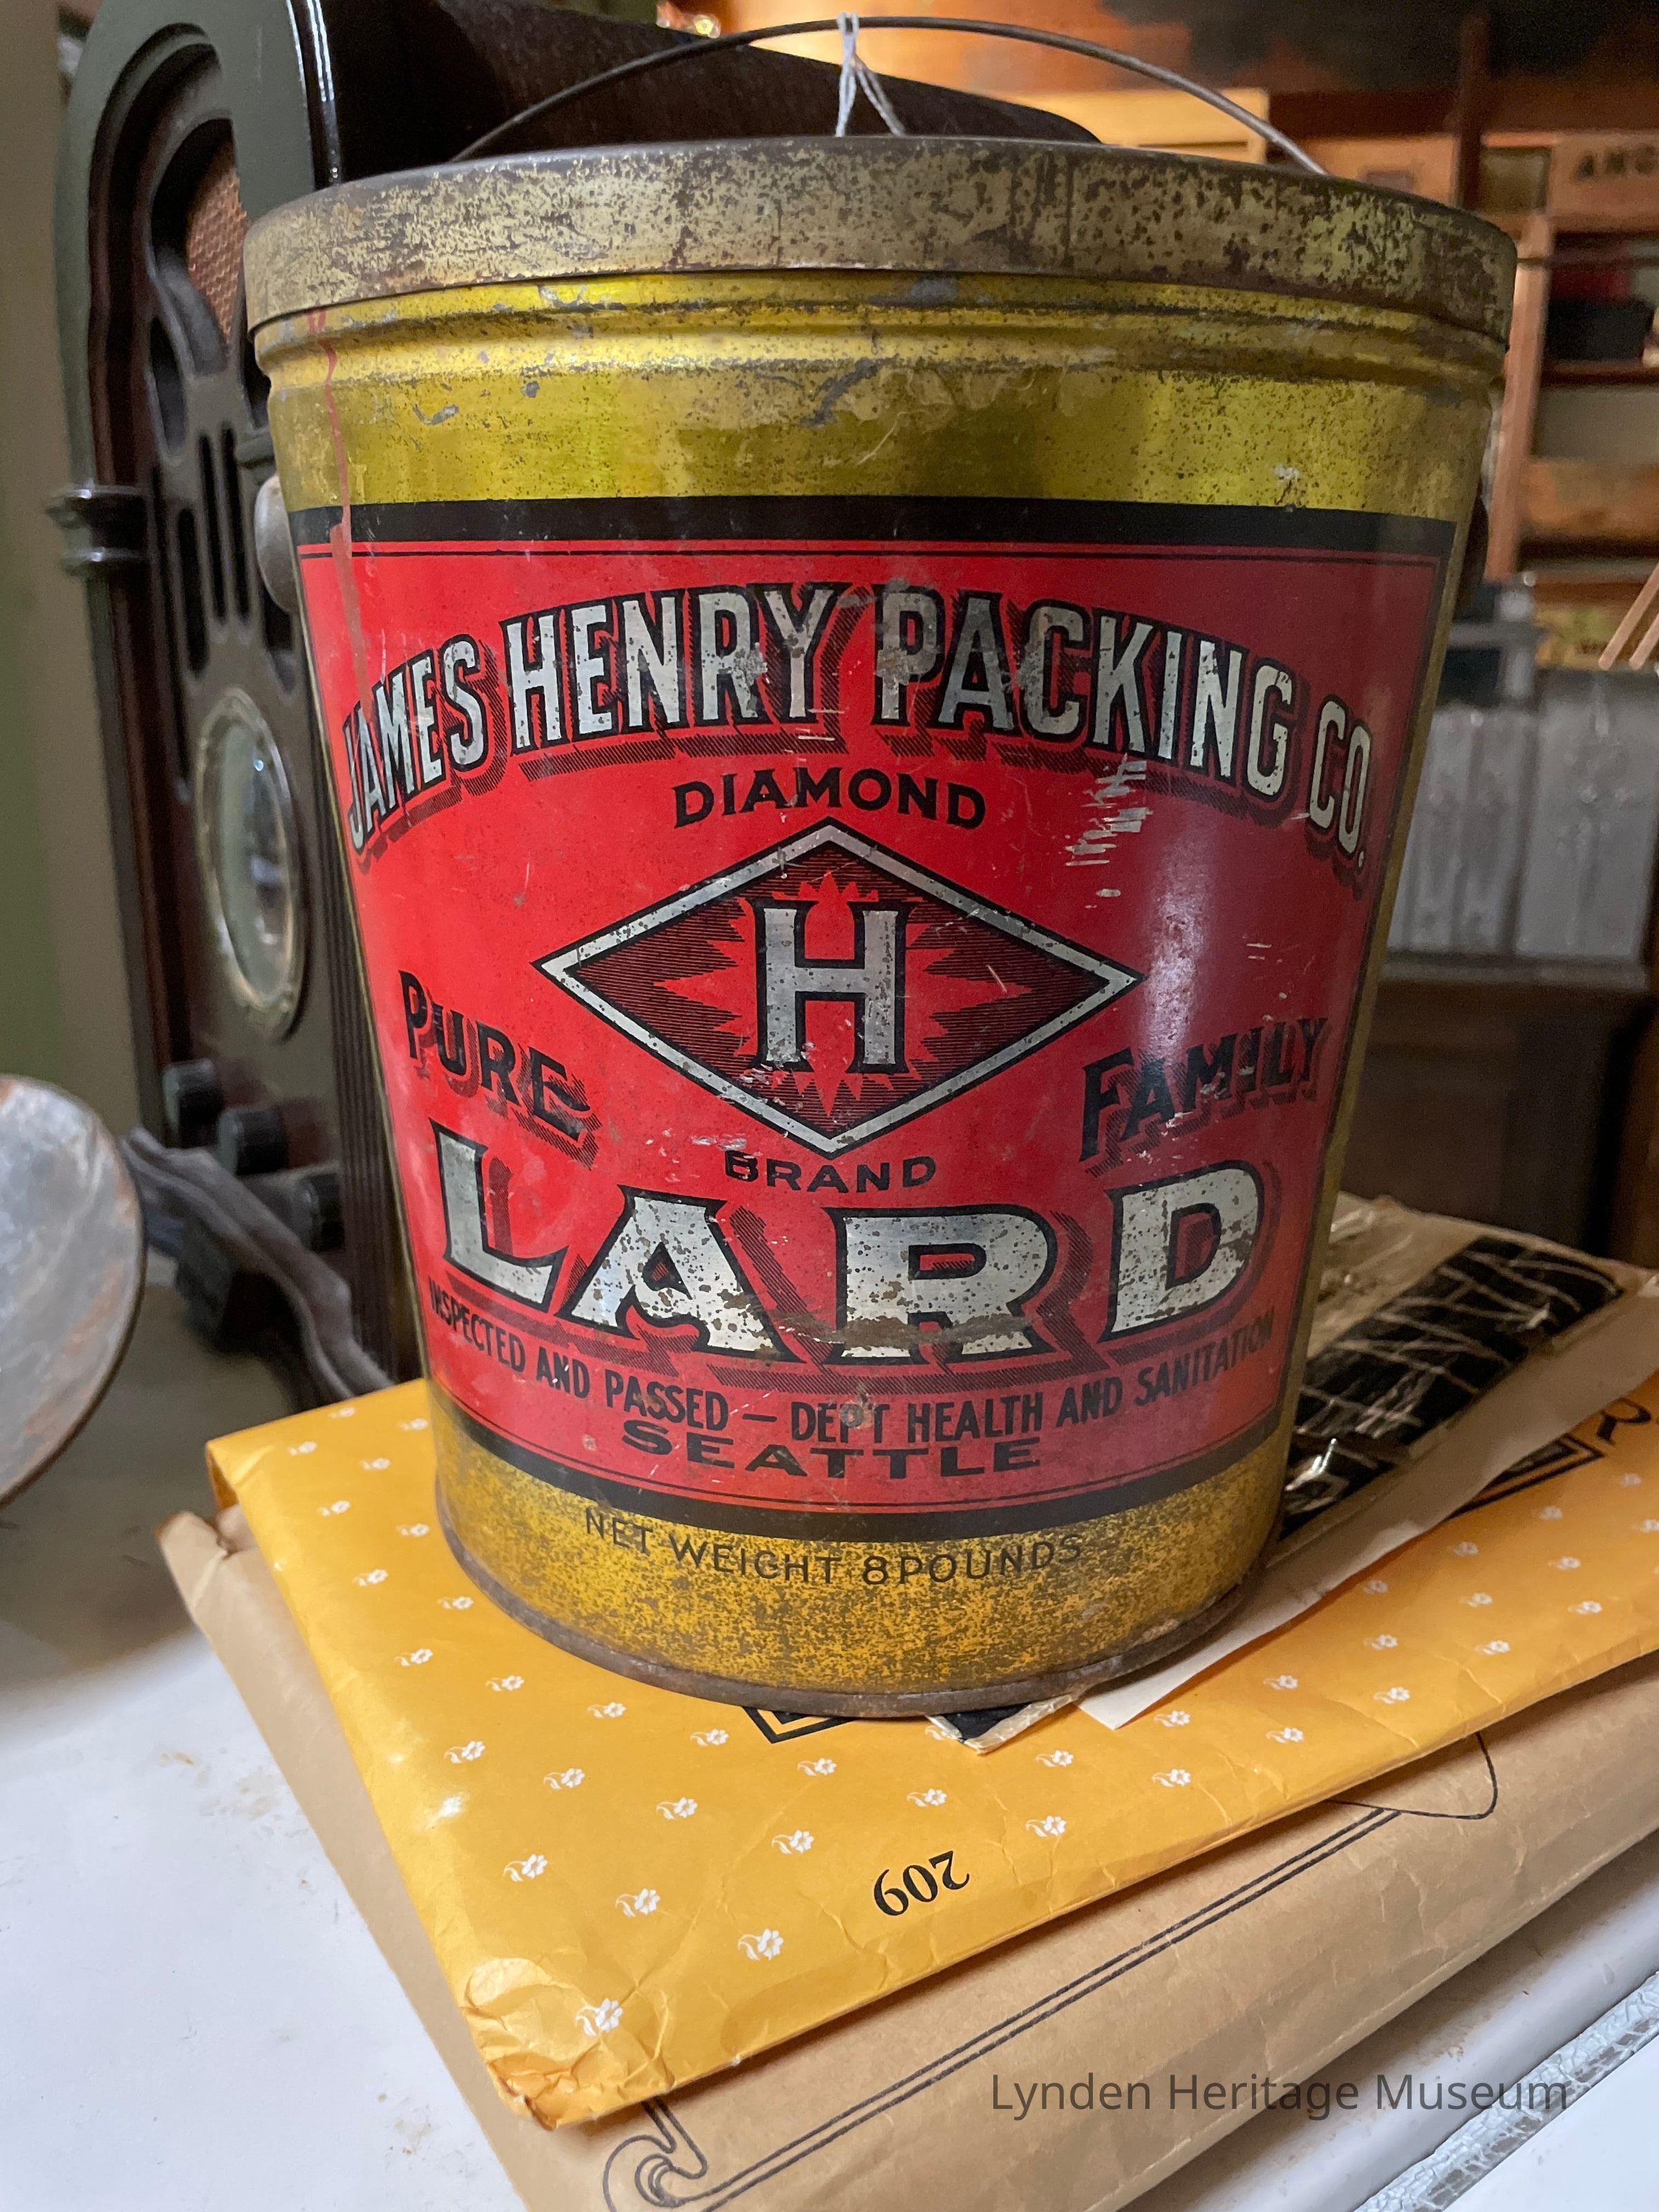 JAMES HENRY PACKING CO.
DIAMOND
H
PURE
FAMILY
BRAND
LARD
INSPECTED AND PASSED — DEP'T HEALTH AND SANITATION
SEATTLE
NET WEIGHT 8 POUNDS
209
Lynden Heritage Museum